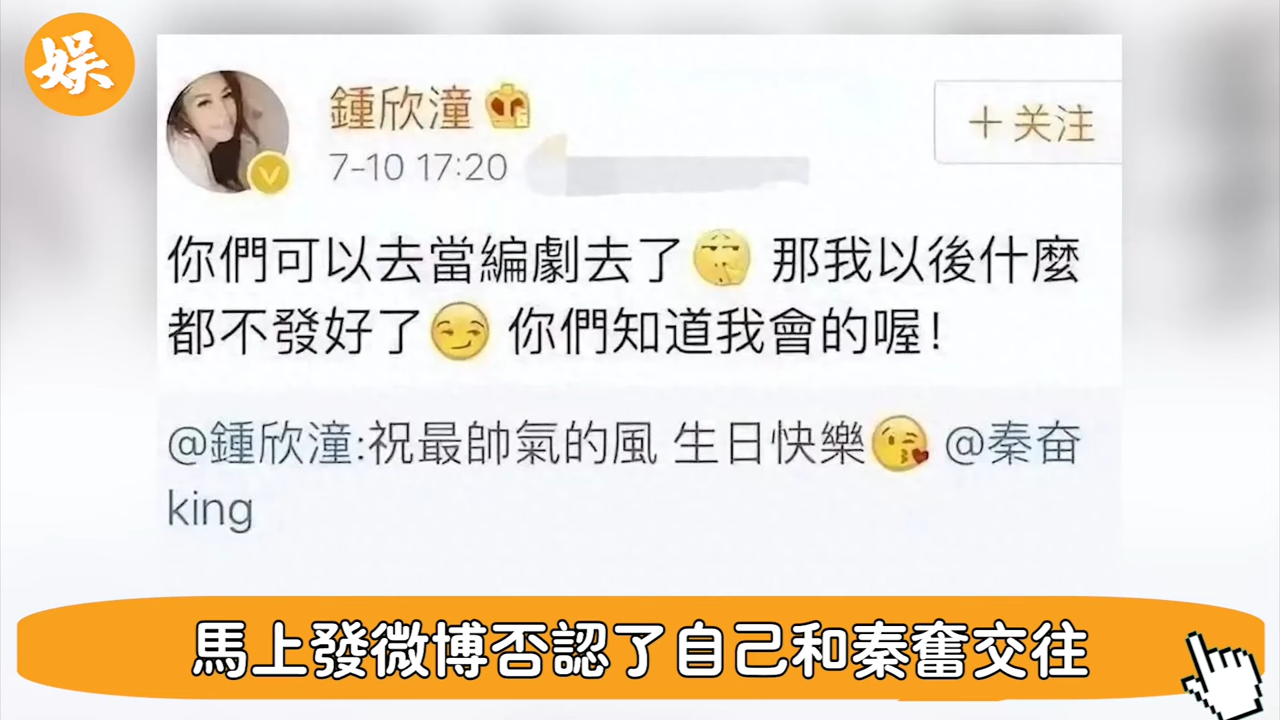 娱
鍾欣潼
7-10 17:20
+关注
你們可以去當編劇去了 那我以後什麼
都不發好了 你們知道我會的喔!
@鍾欣潼:祝最帥氣的風 生日快樂 @秦奋
king
馬上發微博否認了自己和秦奮交往